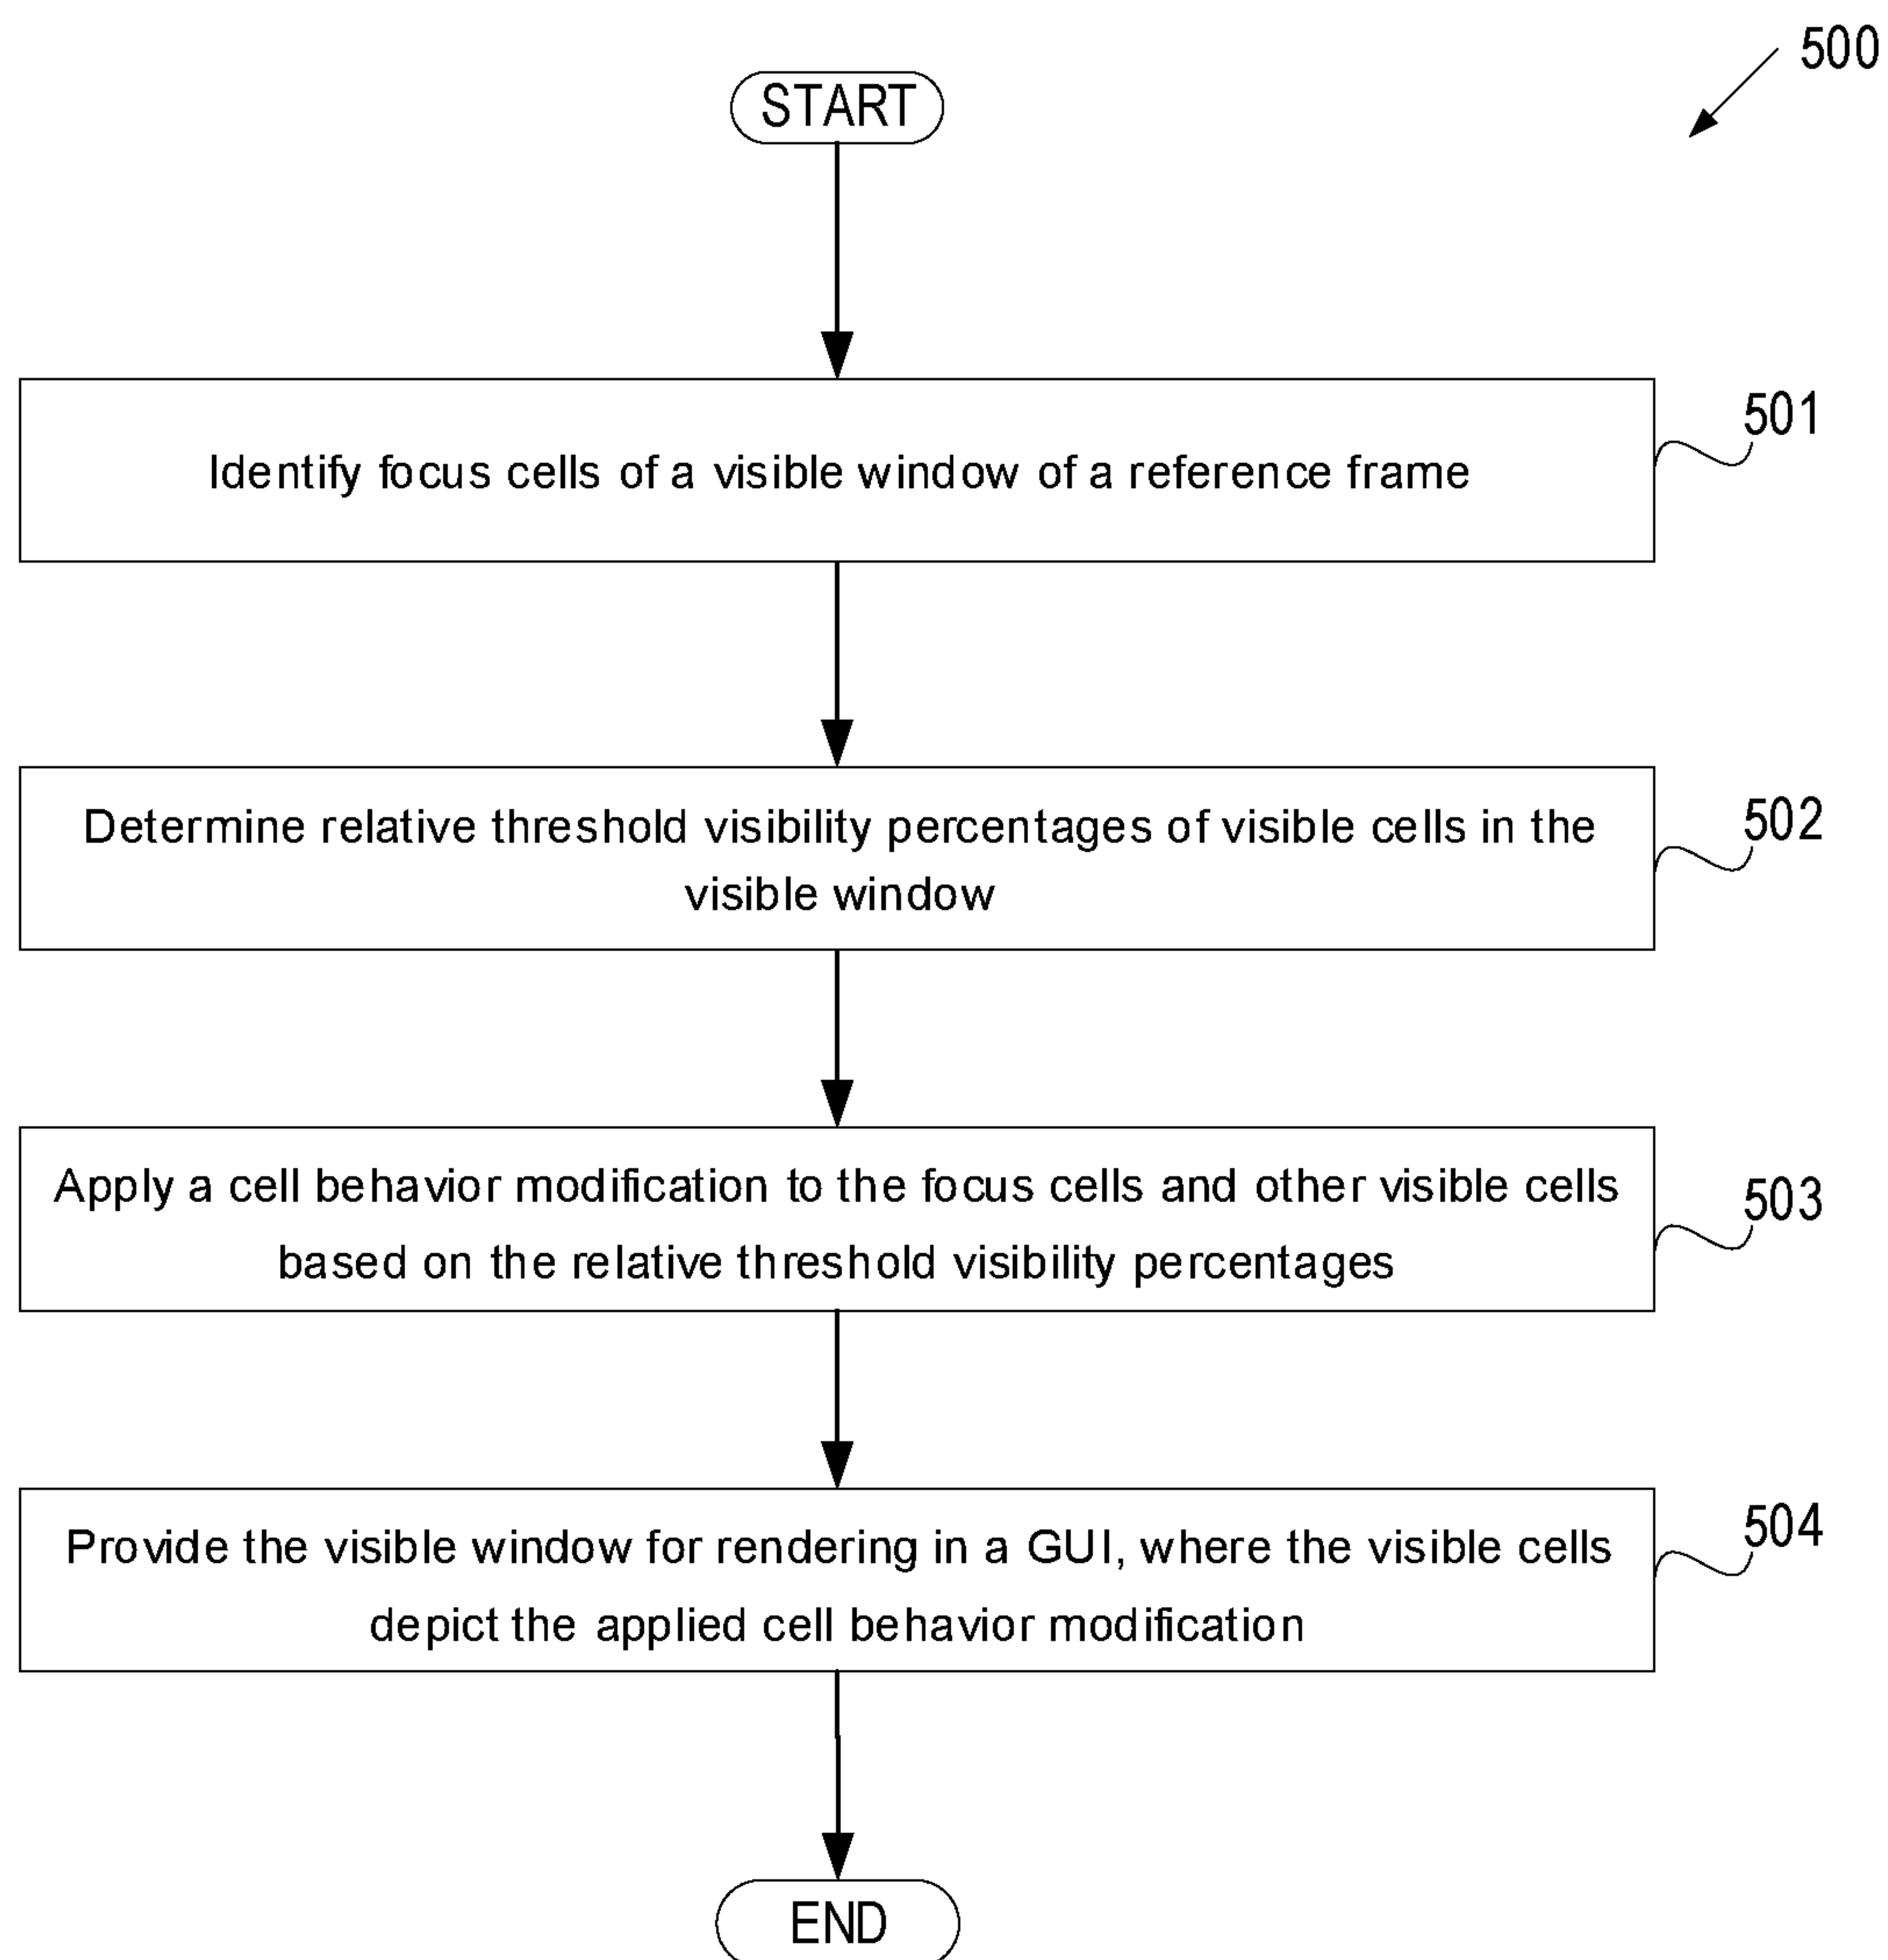 500
START
Identify focus cells of a visible window of a reference frame
501
Determine relative threshold visibility percentages of visible cells in the
visible window
502
Apply a cell behavior modification to the focus cells and other visible cells
based on the relative threshold visibility percentages
503
Provide the visible window for rendering in a GUI, where the visible cells
depict the applied cell behavior modification
504
END